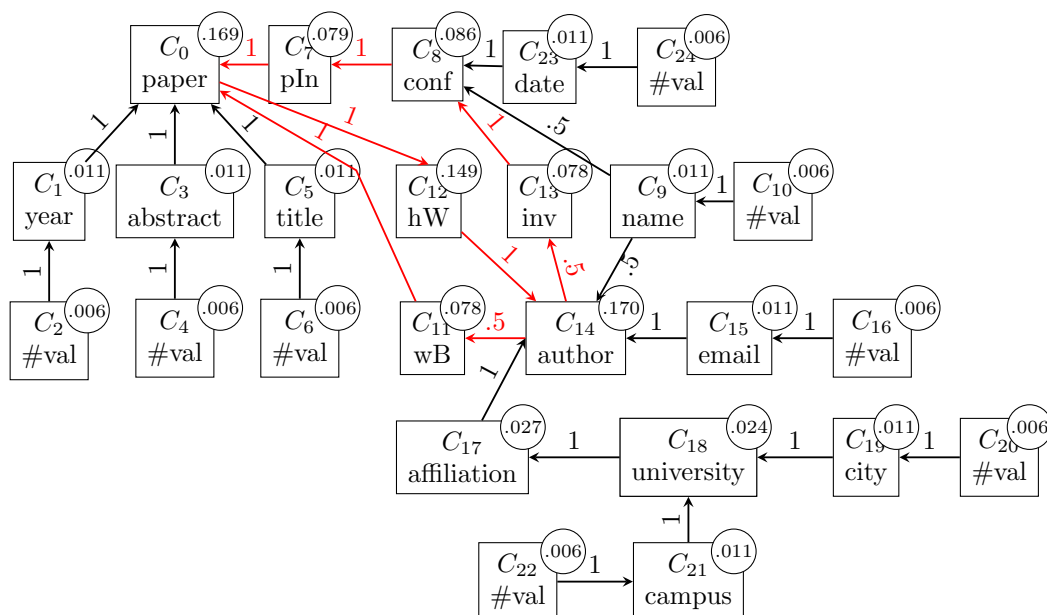 C0 .169
paper
1
C7 .079
pIn
1
C8 .086
conf
1
C23 .011
date
1
C24 .006
#val
1
1
1
1
1
1
.5
C1 .011
year
C3 .011
abstract
C5 .011
title
C12 .149
hW
C13 .078
inv
C9 .011
name
1
C10 .006
#val
1
1
1
1
.5
.5
C2 .006
#val
C4 .006
#val
C6 .006
#val
C11 .078
wB
.5
C14 .170
author
1
C15 .011
email
1
C16 .006
#val
1
C17 .027
affiliation
1
C18 .024
university
1
C19 .011
city
1
C20 .006
#val
1
C22 .006
#val
1
C21 .011
campus